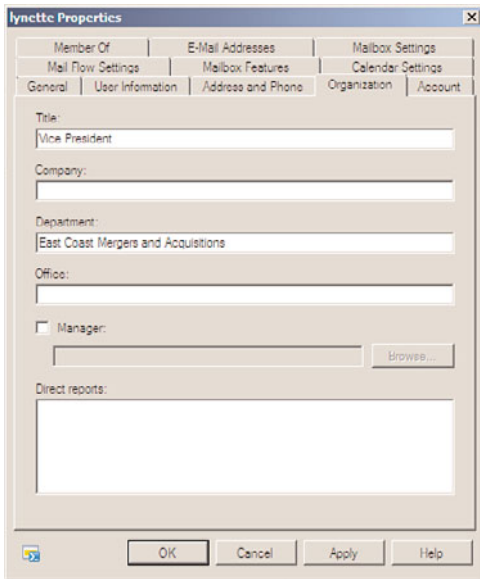 lynette Properties
Member Of E-Mail Addresses Mailbox Settings
Mail Flow Settings Mailbox Features Calendar Settings
General User Information Address and Phone Organization Account
Title:
Vice President
Company:
Department:
East Coast Mergers and Acquisitions
Office:
Manager:
Browse...
Direct reports:
OK Cancel Apply Help